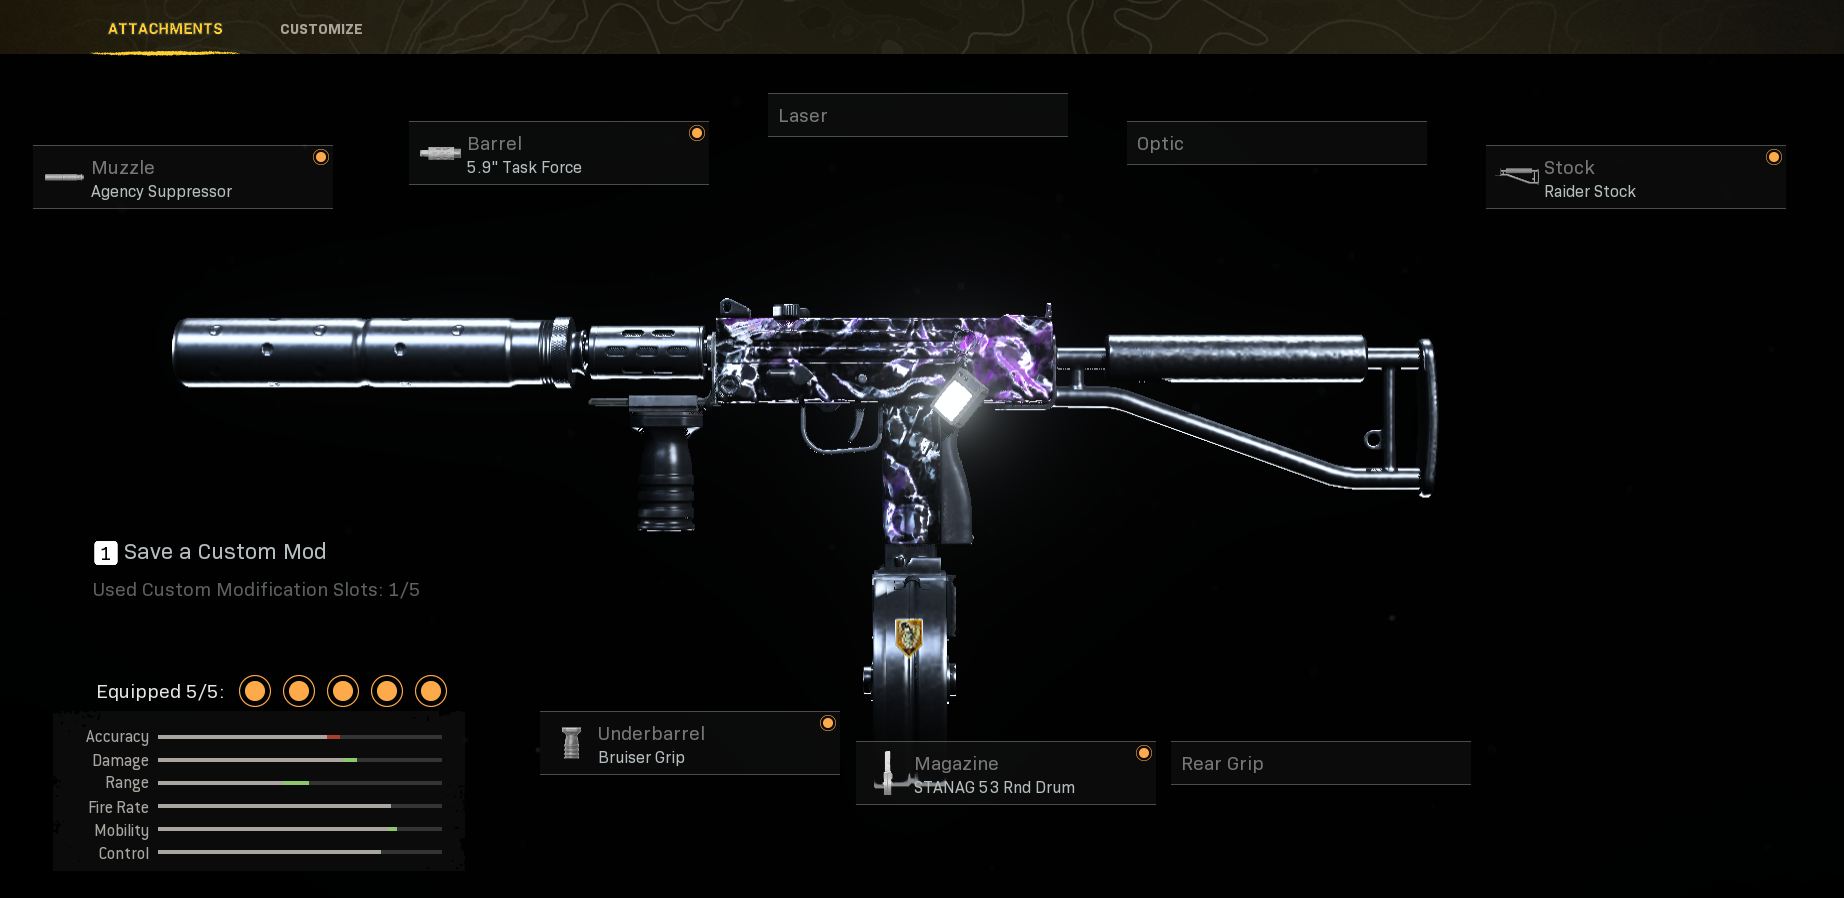 ATTACHMENTS
CUSTOMIZE
Laser
Barrel
5.9" Task Force
Optic
Muzzle
Agency Suppressor
Stock
Raider Stock
1 Save a Custom Mod
Used Custom Modification Slots: 1/5
Equipped 5/5:
Accuracy
Damage
Range
Fire Rate
Mobility
Control
Underbarrel
Bruiser Grip
Magazine
STANAG 53 Rnd Drum
Rear Grip